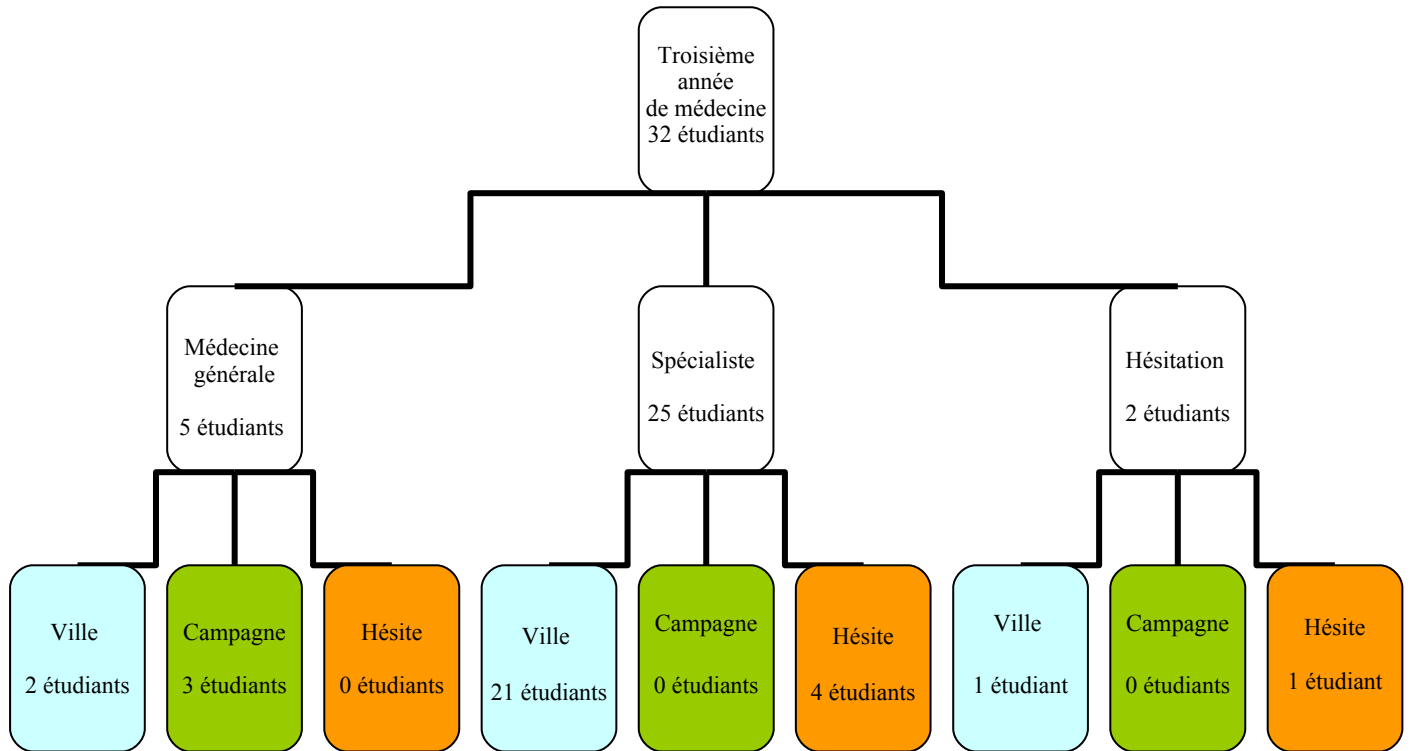 Troisième
année
de médecine
32 étudiants
Médecine
générale
5 étudiants
Spécialiste
25 étudiants
Hésitation
2 étudiants
Ville
2 étudiants
Campagne
3 étudiants
Hésite
0 étudiants
Ville
21 étudiants
Campagne
0 étudiants
Hésite
4 étudiants
Ville
1 étudiant
Campagne
0 étudiants
Hésite
1 étudiant